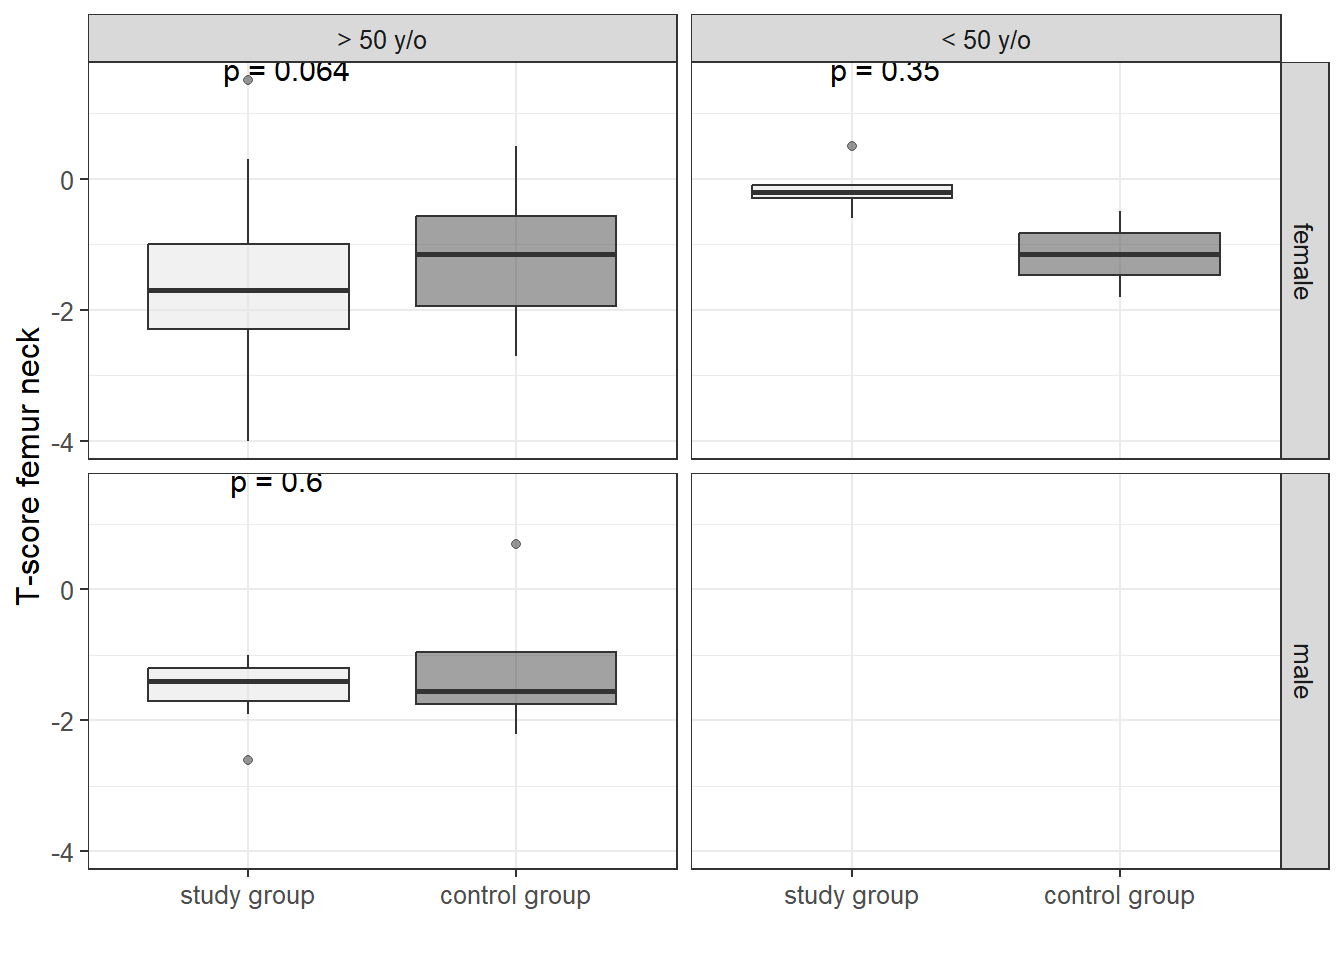 > 50 y/o
< 50 y/o
p = 0.064
p = 0.35
0
-2
-4
female
T-score femur neck
p = 0.6
0
-2
-4
male
study group
control group
study group
control group